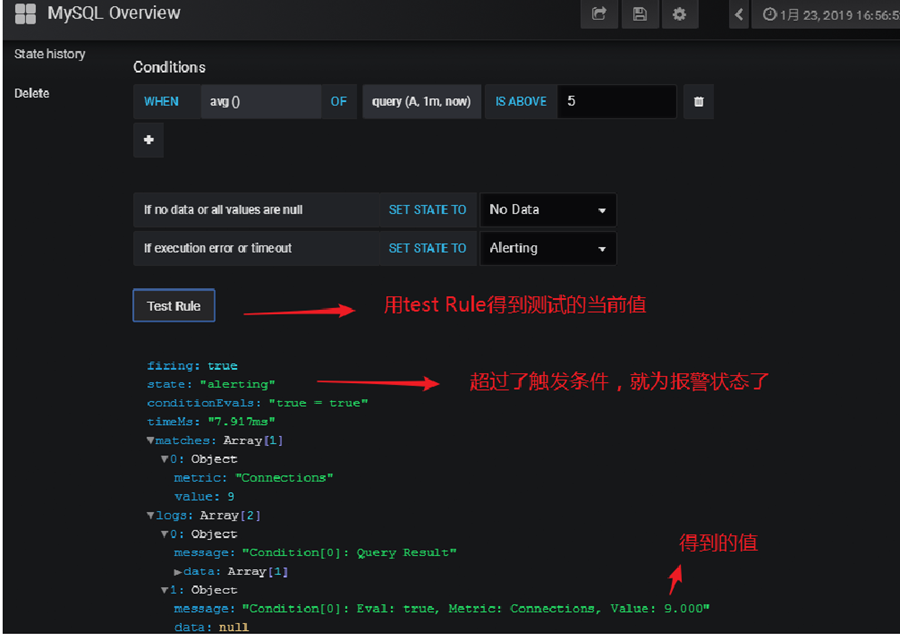 MySQL Overview
1月 23, 2019 16:56:5
State history
Delete
Conditions
WHEN avg () OF query (A, 1m, now) IS ABOVE 5
If no data or all values are null SET STATE TO No Data
If execution error or timeout SET STATE TO Alerting
Test Rule
用test Rule得到测试的当前值
firing: true
state: "alerting"
超过了触发条件，就为报警状态了
conditionEvals: "true = true"
timeMs: "7.917ms"
▼matches: Array[1]
▼0: Object
metric: "Connections"
value: 9
▼logs: Array[2]
▼0: Object
message: "Condition[0]: Query Result"
▶data: Array[1]
得到的值
▼1: Object
message: "Condition[0]: Eval: true, Metric: Connections, Value: 9.000"
data: null